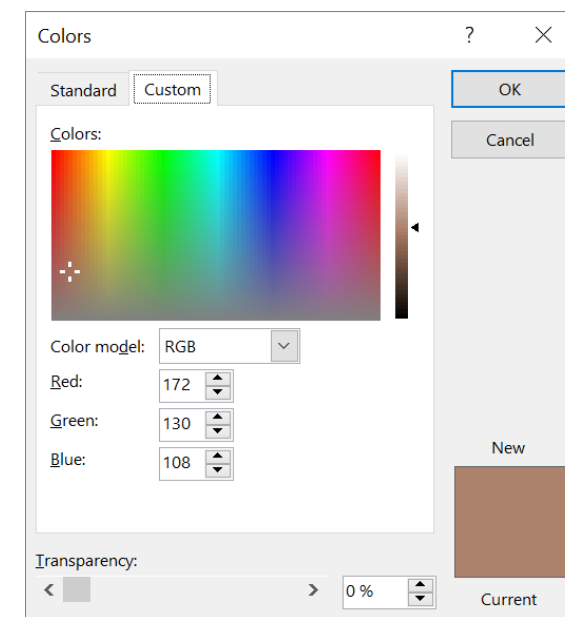 Colors ?
Standard Custom OK
Cancel
Colors:
Color model: RGB
Red: 172
Green: 130
Blue: 108
New
Transparency:
0 %
Current